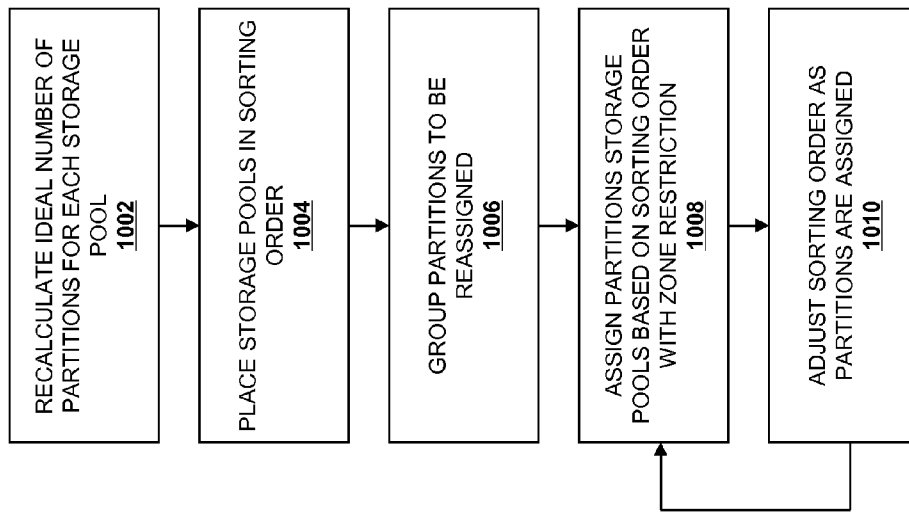 RECALCULATE IDEAL NUMBER OF
PARTITIONS FOR EACH STORAGE
POOL
1002
PLACE STORAGE POOLS IN SORTING
ORDER
1004
GROUP PARTITIONS TO BE
REASSIGNED
1006
ASSIGN PARTITIONS STORAGE
POOLS BASED ON SORTING ORDER
WITH ZONE RESTRICTION
1008
ADJUST SORTING ORDER AS
PARTITIONS ARE ASSIGNED
1010